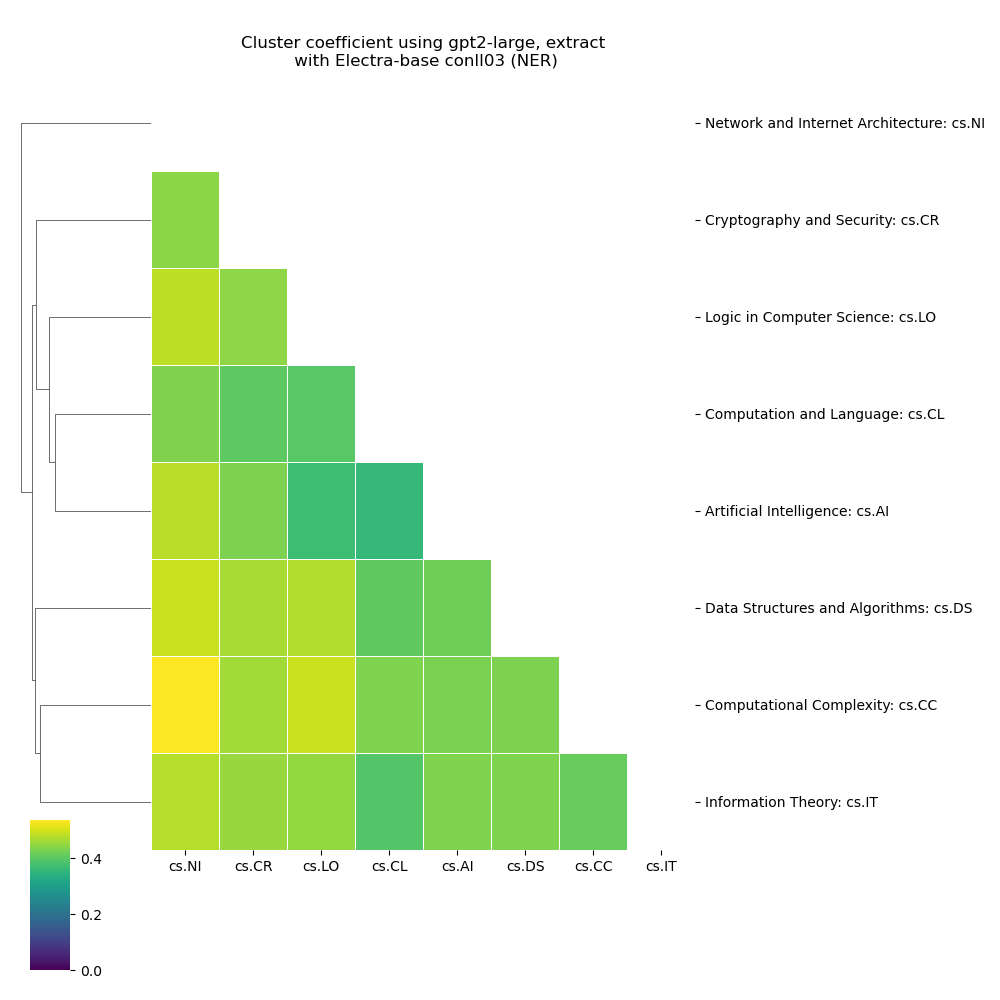 Cluster coefficient using gpt2-large, extract
with Electra-base conll03 (NER)
Network and Internet Architecture: cs.NI
Cryptography and Security: cs.CR
Logic in Computer Science: cs.LO
Computation and Language: cs.CL
Artificial Intelligence: cs.AI
Data Structures and Algorithms: cs.DS
Computational Complexity: cs.CC
Information Theory: cs.IT
cs.NI cs.CR cs.LO cs.CL cs.AI cs.DS cs.CC cs.IT
0.4
0.2
0.0